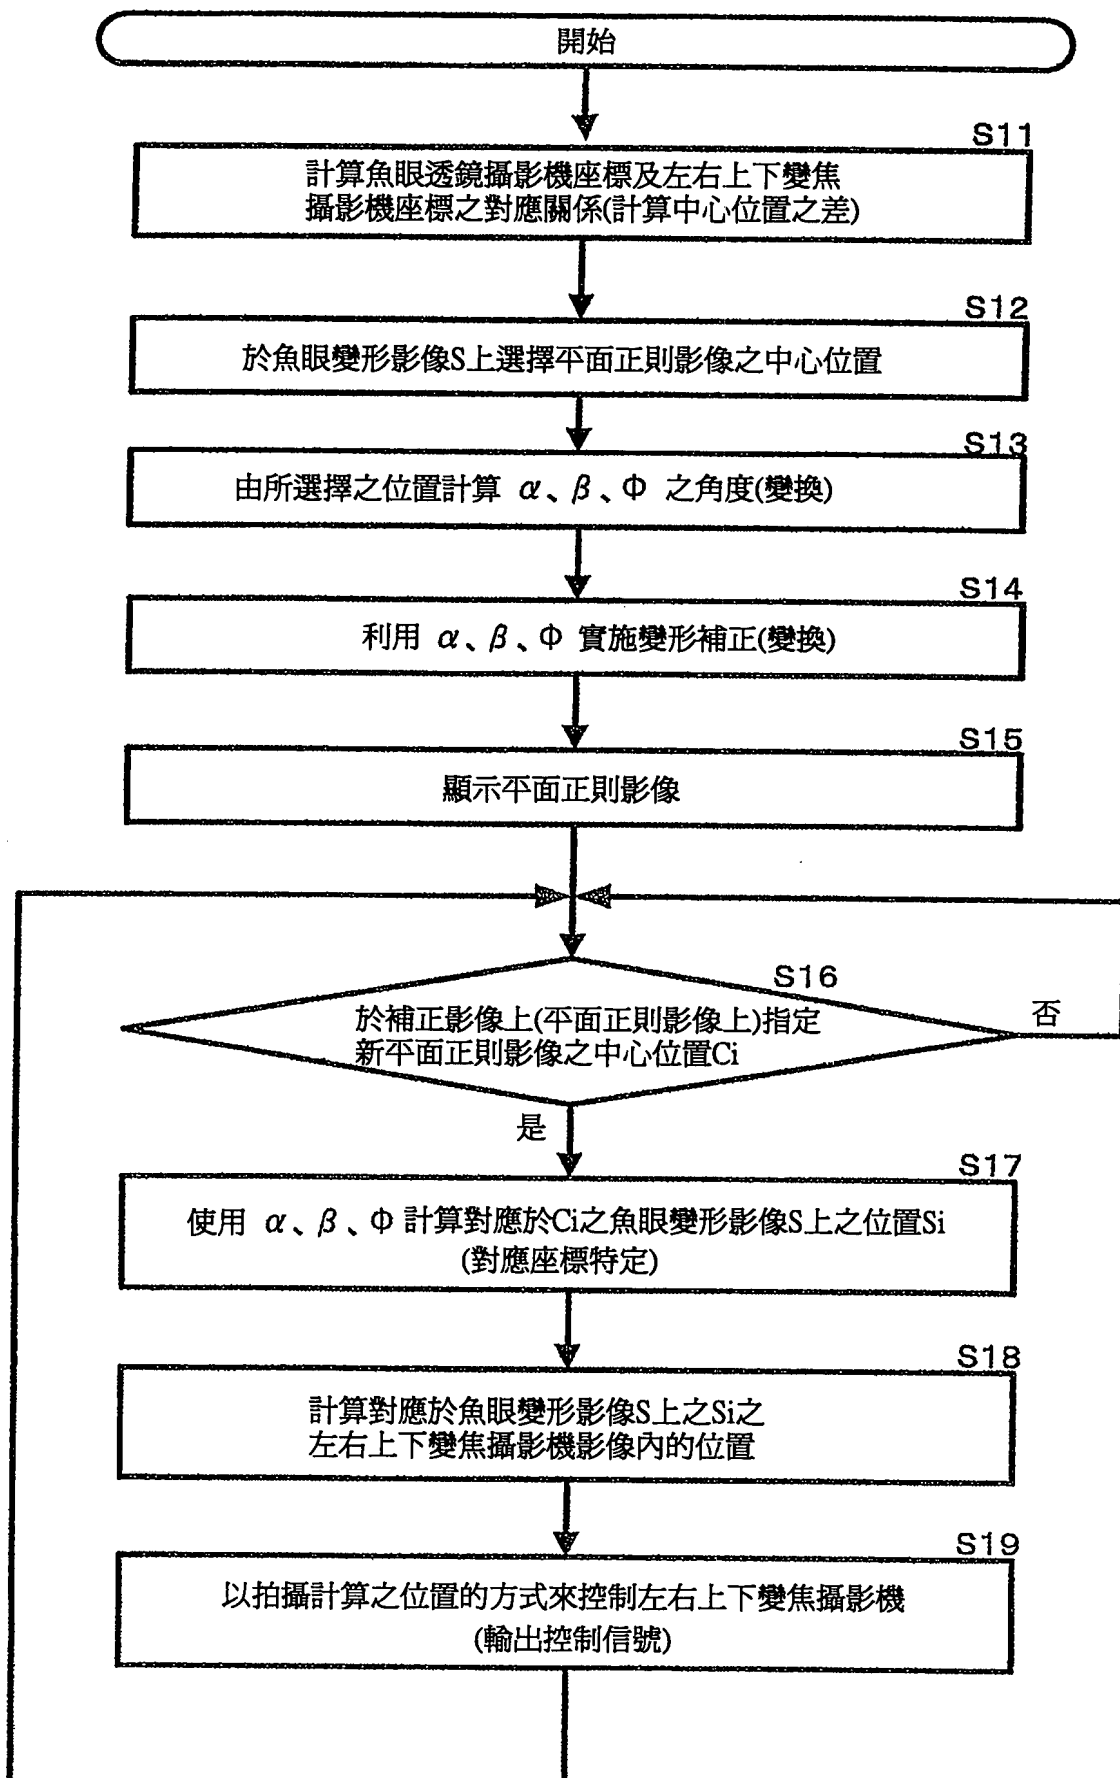 開始
S11
計算魚眼透鏡攝影機座標及左右上下變焦
攝影機座標之對應關係(計算中心位置之差)
S12
於魚眼變形影像S上選擇平面正則影像之中心位置
S13
由所選擇之位置計算 α、β、Φ 之角度(變換)
S14
利用 α、β、Φ 實施變形補正(變換)
S15
顯示平面正則影像
S16
於補正影像上(平面正則影像上)指定
新平面正則影像之中心位置Ci
否
是
S17
使用 α、β、Φ 計算對應於Ci之魚眼變形影像S上之位置Si
(對應座標特定)
S18
計算對應於魚眼變形影像S上之Si之
左右上下變焦攝影機影像內的位置
S19
以拍攝計算之位置的方式來控制左右上下變焦攝影機
(輸出控制信號)